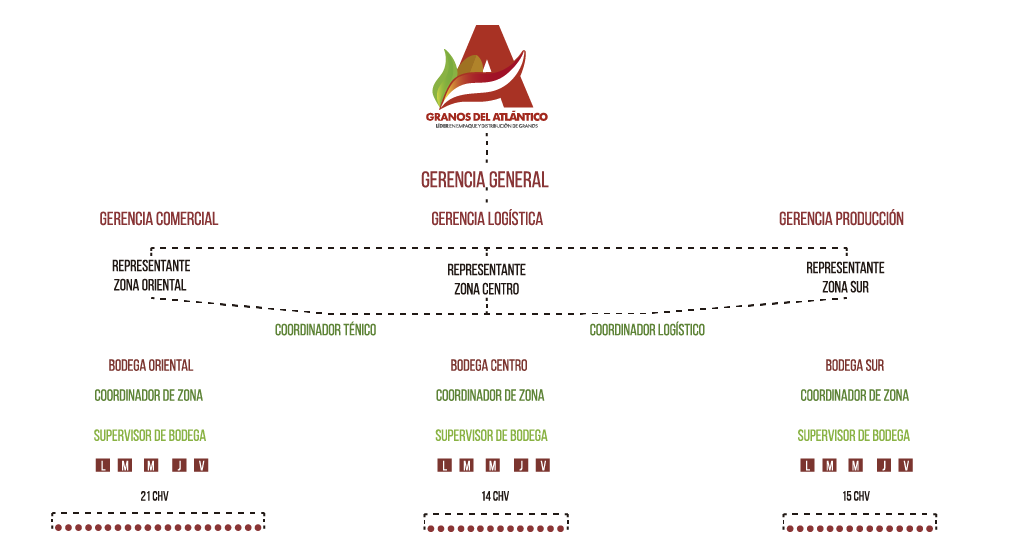 A
GRANOS DEL ATLÁNTICO
LÍDER EN EMPAQUE Y DISTRIBUCIÓN DE GRANOS
GERENCIA GENERAL
GERENCIA COMERCIAL
GERENCIA LOGÍSTICA
GERENCIA PRODUCCIÓN
REPRESENTANTE
ZONA ORIENTAL
REPRESENTANTE
ZONA CENTRO
REPRESENTANTE
ZONA SUR
COORDINADOR TÉNICO
COORDINADOR LOGÍSTICO
BODEGA ORIENTAL
BODEGA CENTRO
BODEGA SUR
COORDINADOR DE ZONA
COORDINADOR DE ZONA
COORDINADOR DE ZONA
SUPERVISOR DE BODEGA
SUPERVISOR DE BODEGA
SUPERVISOR DE BODEGA
L M M J V
L M M J V
L M M J V
21 CHV
14 CHV
15 CHV